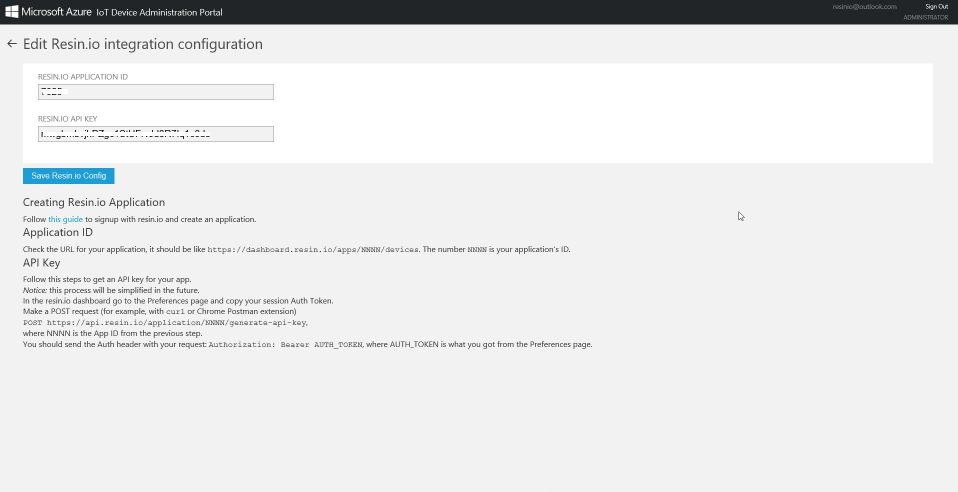 Microsoft Azure IoT Device Administration Portal
resinio@outlook.com
Sign Out
ADMINISTRATOR
Edit Resin.io integration configuration
RESIN.IO APPLICATION ID
RESIN.IO API KEY
Save Resin.io Config
Creating Resin.io Application
Follow this guide to signup with resin.io and create an application.
Application ID
Check the URL for your application, it should be like https://dashboard.resin.io/apps/NNNN/devices. The number NNNN is your application's ID.
API Key
Follow this steps to get an API key for your app.
Notice: this process will be simplified in the future.
In the resin.io dashboard go to the Preferences page and copy your session Auth Token.
Make a POST request (for example, with curl or Chrome Postman extension)
POST https://api.resin.io/application/NNNN/generate-api-key,
where NNNN is the App ID from the previous step.
You should send the Auth header with your request: Authorization: Bearer AUTH_TOKEN, where AUTH_TOKEN is what you got from the Preferences page.